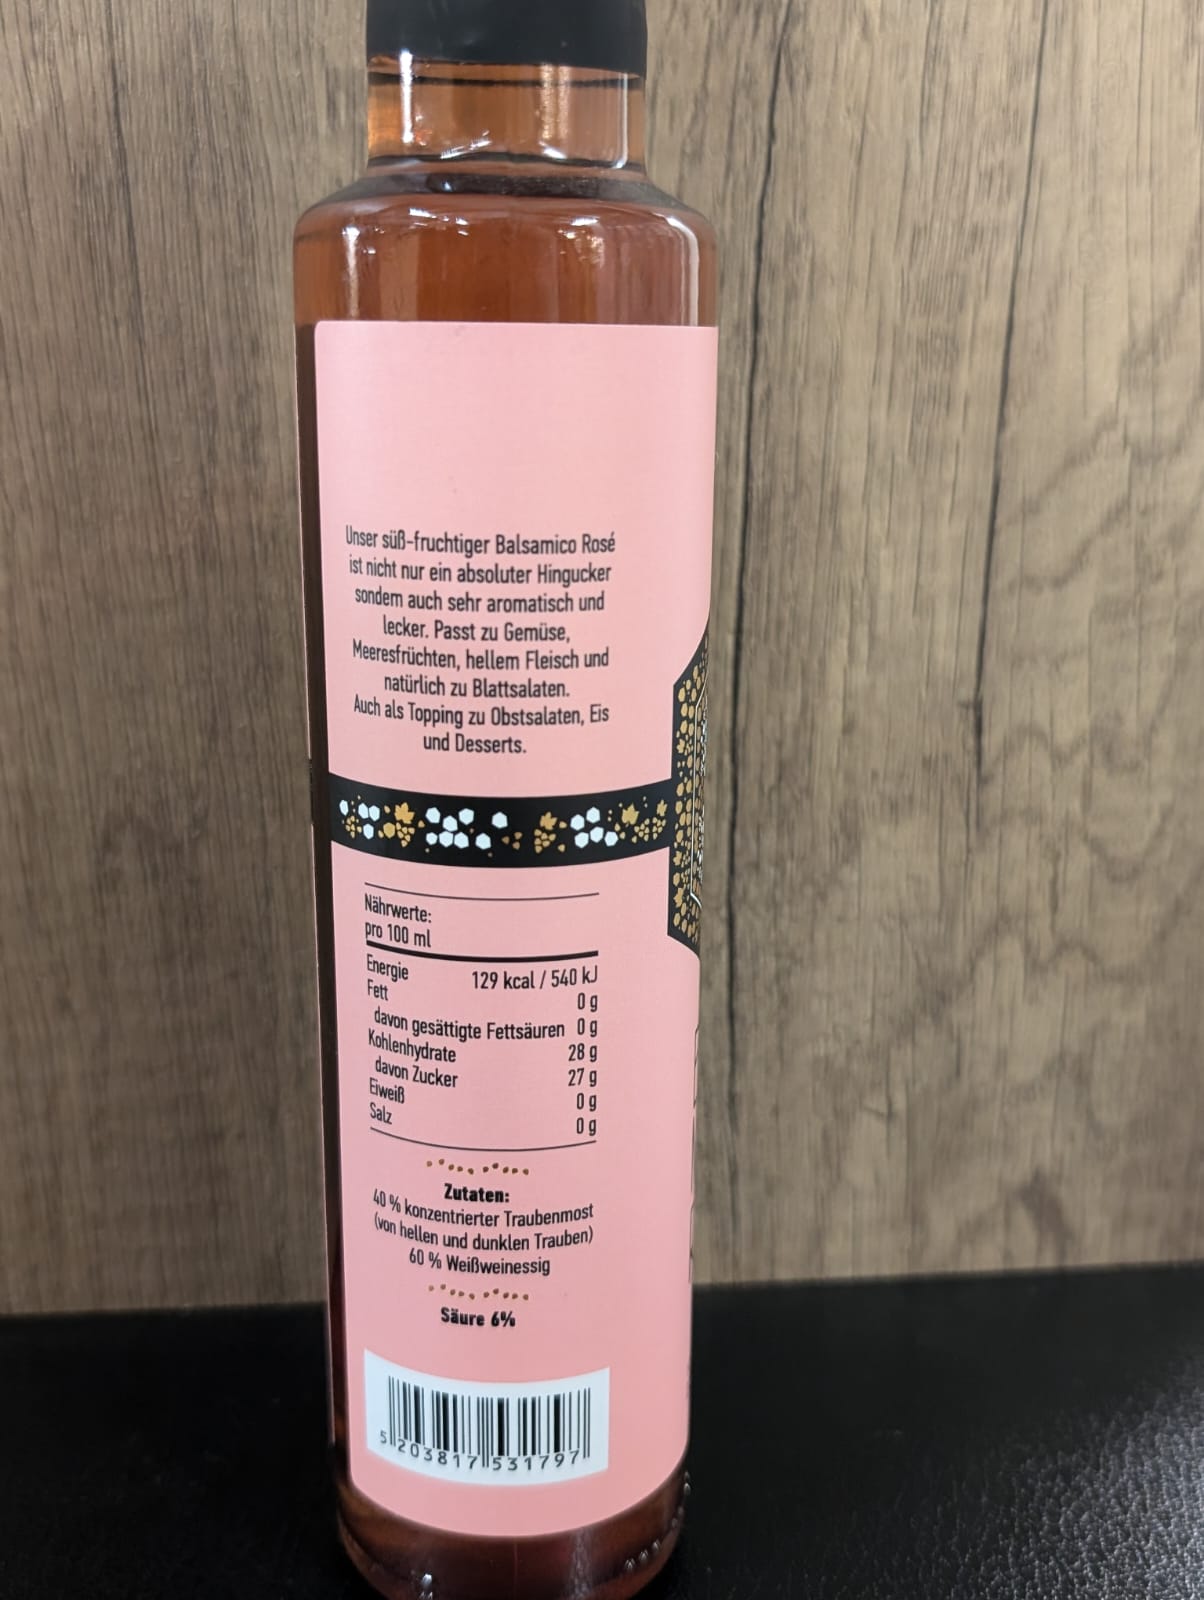 Unser süß-fruchtiger Balsamico Rosé
ist nicht nur ein absoluter Hingucker
sondern auch sehr aromatisch und
lecker. Passt zu Gemüse,
Meeresfrüchten, hellem Fleisch und
natürlich zu Blattsalaten.
Auch als Topping zu Obstsalaten, Eis
und Desserts.
Nährwerte:
pro 100 ml
Energie 129 kcal / 540 kJ
Fett 0 g
davon gesättigte Fettsäuren 0 g
Kohlenhydrate 28 g
davon Zucker 27 g
Eiweiß 0 g
Salz 0 g
Zutaten:
40 % konzentrierter Traubenmost
(von hellen und dunklen Trauben)
60 % Weißweinessig
Säure 6%
5 203817 531797